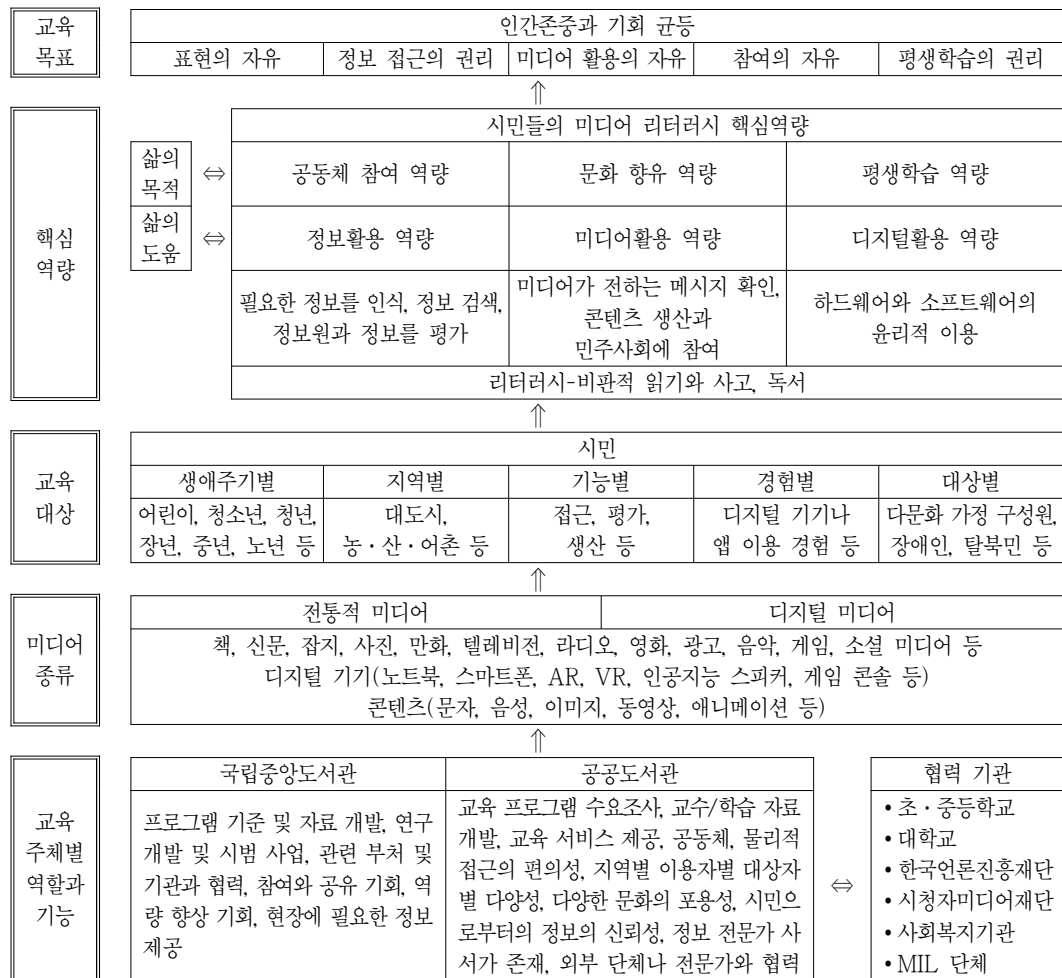 교육
목표
인간존중과 기회 균등
표현의 자유 정보 접근의 권리 미디어 활용의 자유 참여의 자유 평생학습의 권리
⇑
핵심
역량
시민들의 미디어 리터러시 핵심역량
삶의
목적
⇔
공동체 참여 역량 문화 향유 역량 평생학습 역량
삶의
도움
⇔
정보활용 역량 미디어활용 역량 디지털활용 역량
필요한 정보를 인식, 정보 검색,
정보원과 정보를 평가
미디어가 전하는 메시지 확인,
콘텐츠 생산과
민주사회에 참여
하드웨어와 소프트웨어의
윤리적 이용
리터러시-비판적 읽기와 사고, 독서
⇑
교육
대상
시민
생애주기별 지역별 기능별 경험별 대상별
어린이, 청소년, 청년,
장년, 중년, 노년 등
대도시,
농·산·어촌 등
접근, 평가,
생산 등
디지털 기기나
앱 이용 경험 등
다문화 가정 구성원,
장애인, 탈북민 등
⇑
미디어
종류
전통적 미디어 디지털 미디어
책, 신문, 잡지, 사진, 만화, 텔레비전, 라디오, 영화, 광고, 음악, 게임, 소셜 미디어 등
디지털 기기(노트북, 스마트폰, AR, VR, 인공지능 스피커, 게임 콘솔 등)
콘텐츠(문자, 음성, 이미지, 동영상, 애니메이션 등)
⇑
교육
주체별
역할과
기능
국립중앙도서관
프로그램 기준 및 자료 개발, 연구
개발 및 시범 사업, 관련 부처 및
기관과 협력, 참여와 공유 기회, 역
량 향상 기회, 현장에 필요한 정보
제공
공공도서관
교육 프로그램 수요조사, 교수/학습 자료
개발, 교육 서비스 제공, 공동체, 물리적
접근의 편의성, 지역별 이용자별 대상자
별 다양성, 다양한 문화의 포용성, 시민으
로부터의 정보의 신뢰성, 정보 전문가 사
서가 존재, 외부 단체나 전문가와 협력
⇔
협력 기관
•초·중등학교
•대학교
•한국언론진흥재단
•시청자미디어재단
•사회복지기관
•MIL 단체